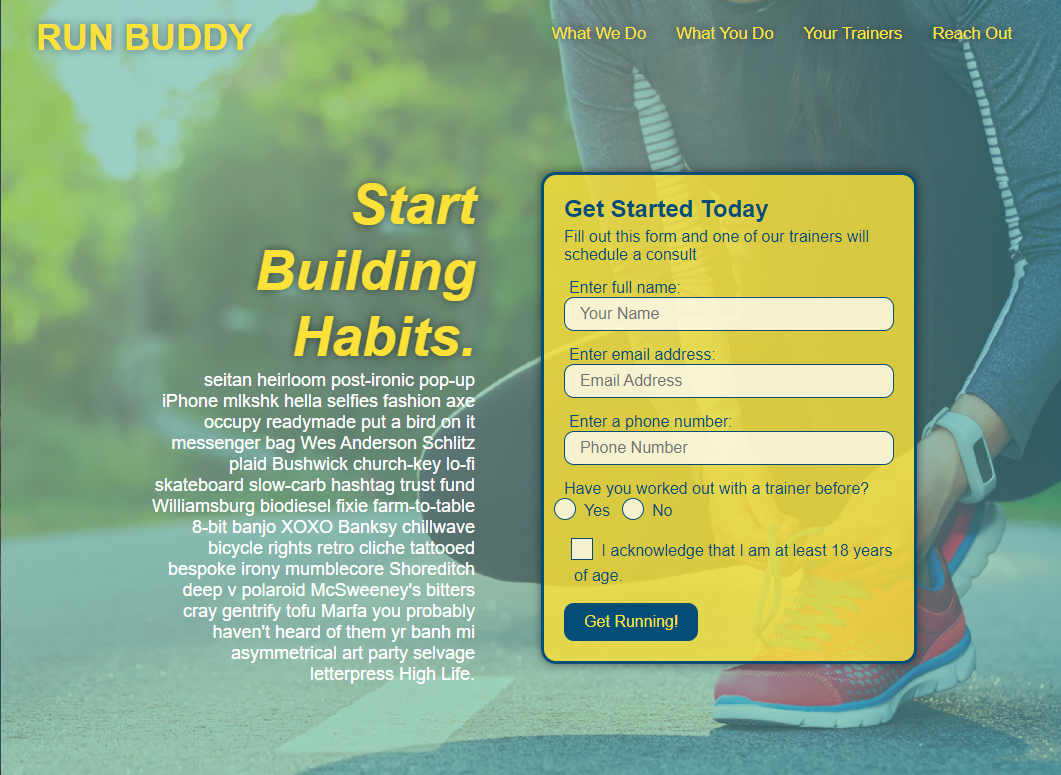 RUN BUDDY
What We Do What You Do Your Trainers Reach Out
Start
Building
Habits.
seitan heirloom post-ironic pop-up
iPhone mlkshk hella selfies fashion axe
occupy readymade put a bird on it
messenger bag Wes Anderson Schlitz
plaid Bushwick church-key lo-fi
skateboard slow-carb hashtag trust fund
Williamsburg biodiesel fixie farm-to-table
8-bit banjo XOXO Banksy chillwave
bicycle rights retro cliche tattooed
bespoke irony mumblecore Shoreditch
deep v polaroid McSweeney's bitters
cray gentrify tofu Marfa you probably
haven't heard of them yr banh mi
asymmetrical art party selvage
letterpress High Life.
Get Started Today
Fill out this form and one of our trainers will
schedule a consult
Enter full name:
Your Name
Enter email address:
Email Address
Enter a phone number:
Phone Number
Have you worked out with a trainer before?
Yes No
I acknowledge that I am at least 18 years
of age.
Get Running!